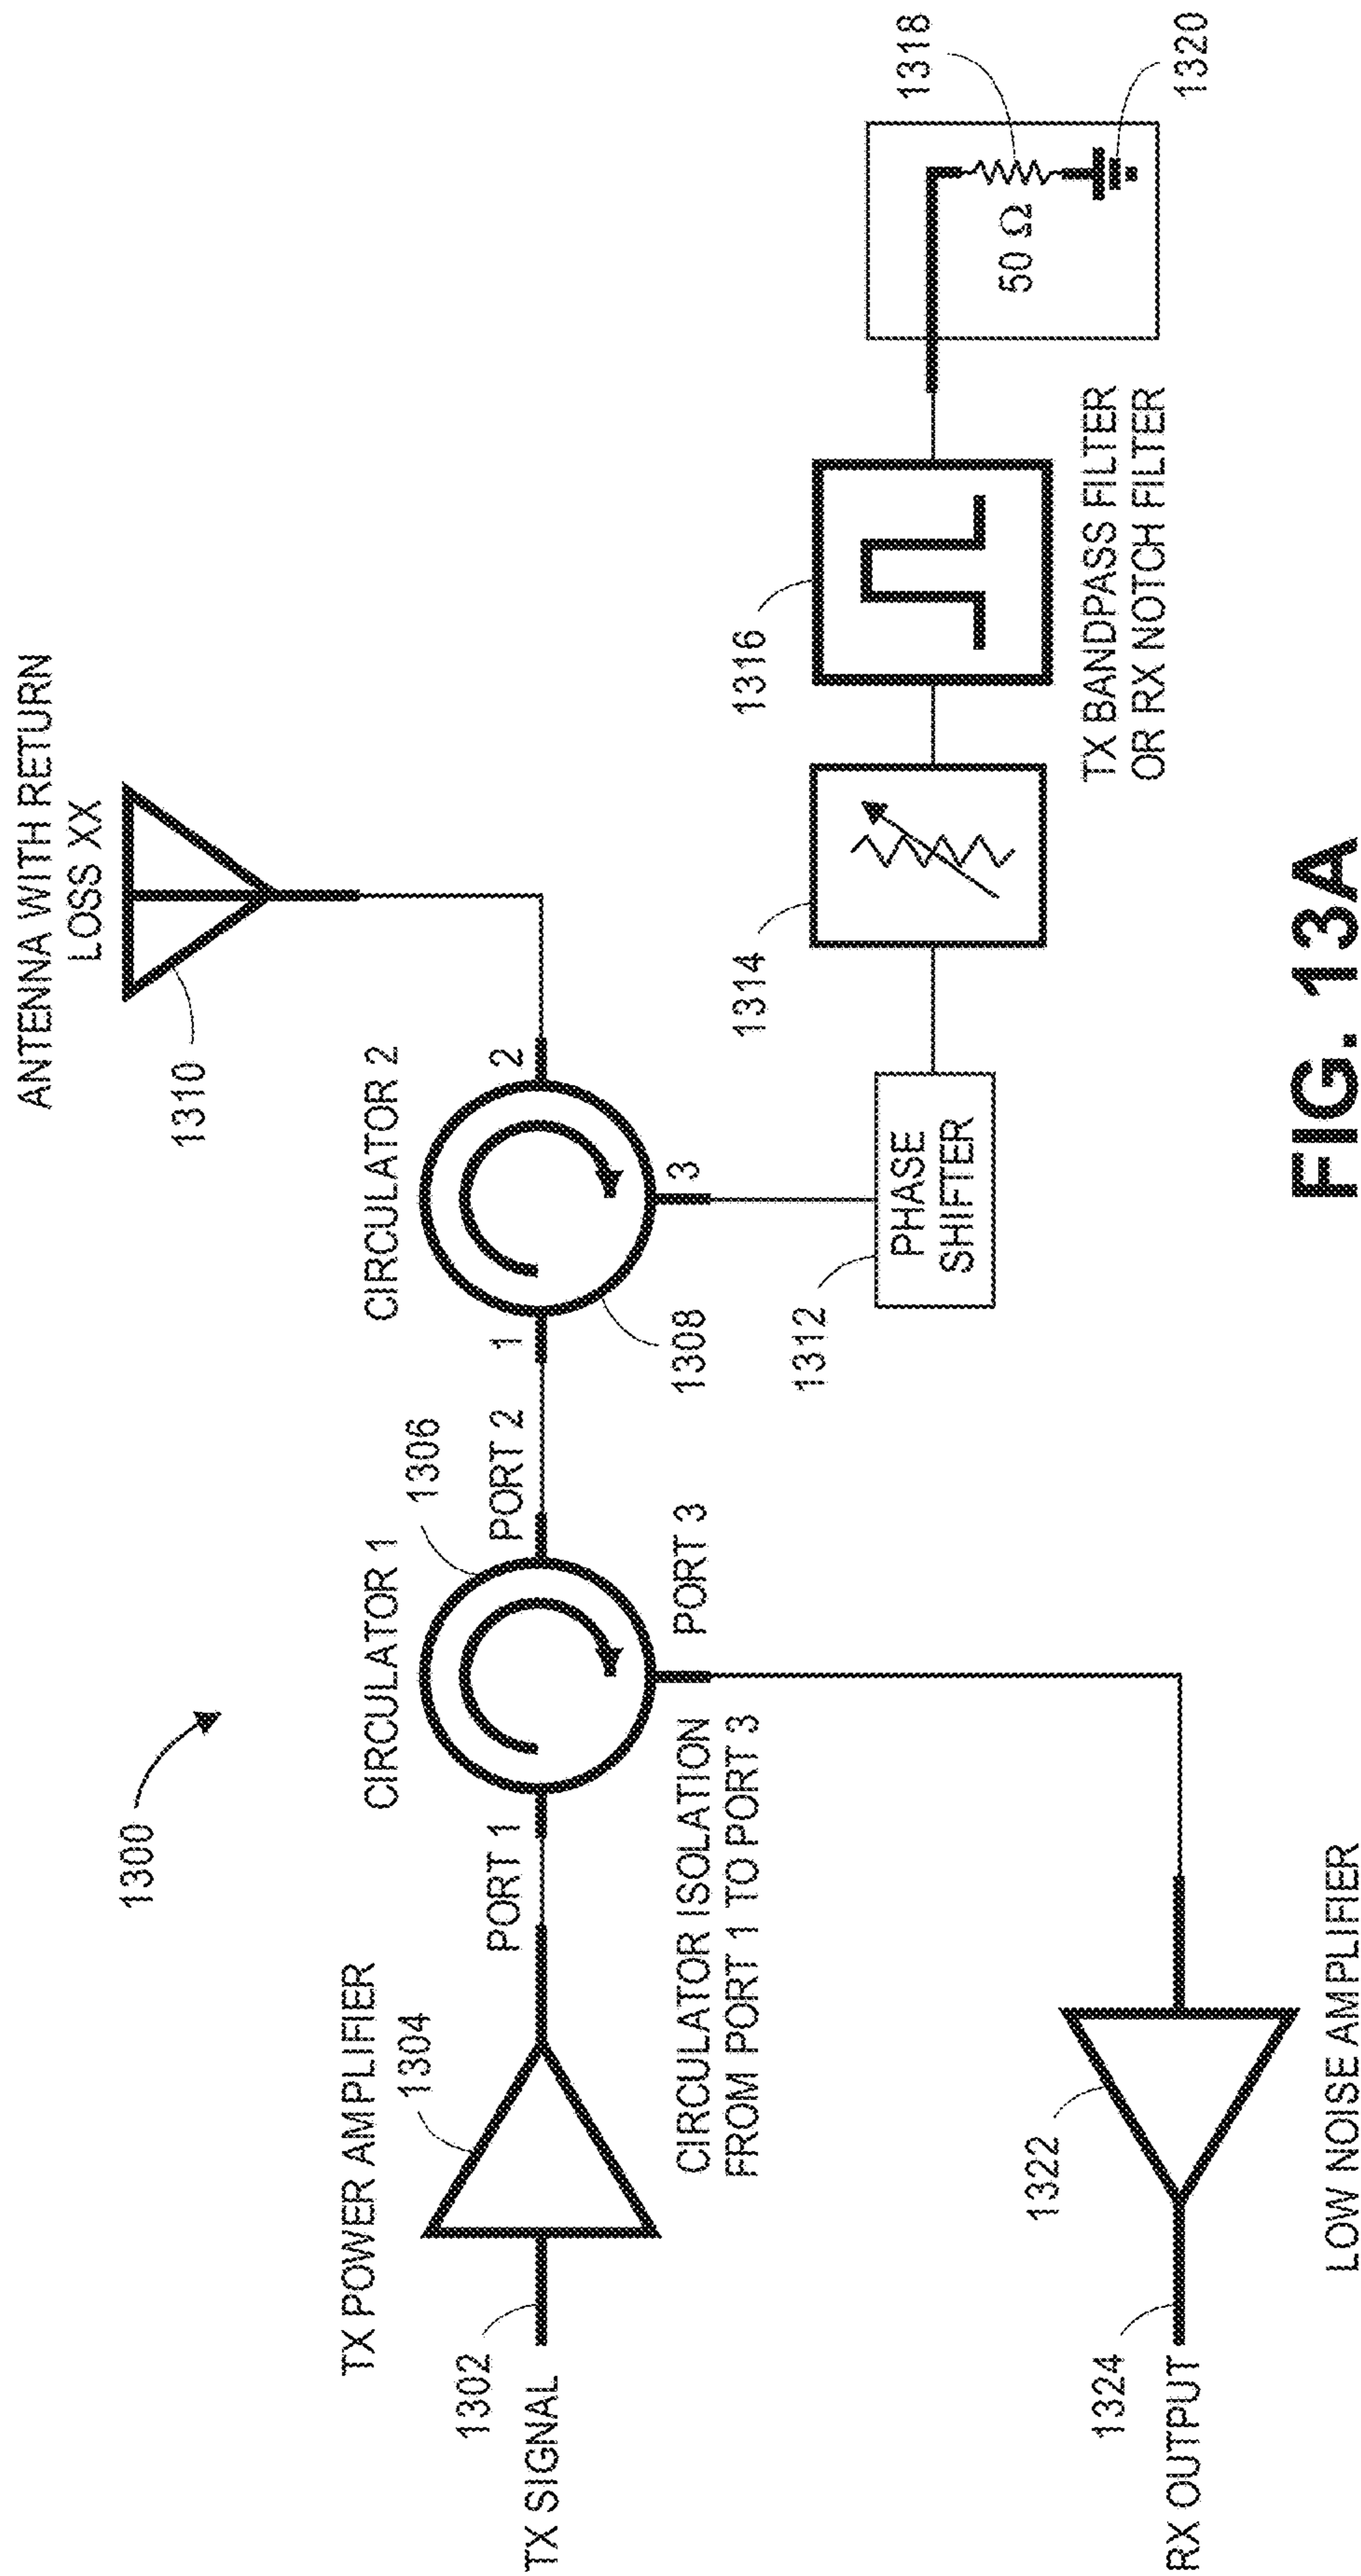 1300
ANTENNA WITH RETURN
LOSS XX
1310
TX POWER AMPLIFIER
1304
1302
TX SIGNAL
PORT 1
CIRCULATOR 1
1306
PORT 2
PORT 3
CIRCULATOR ISOLATION
FROM PORT 1 TO PORT 3
CIRCULATOR 2
1
2
3
1308
PHASE
SHIFTER
1312
1314
1316
TX BANDPASS FILTER
OR RX NOTCH FILTER
50 Ω
1318
1320
1322
LOW NOISE AMPLIFIER
1324
RX OUTPUT
FIG. 13A